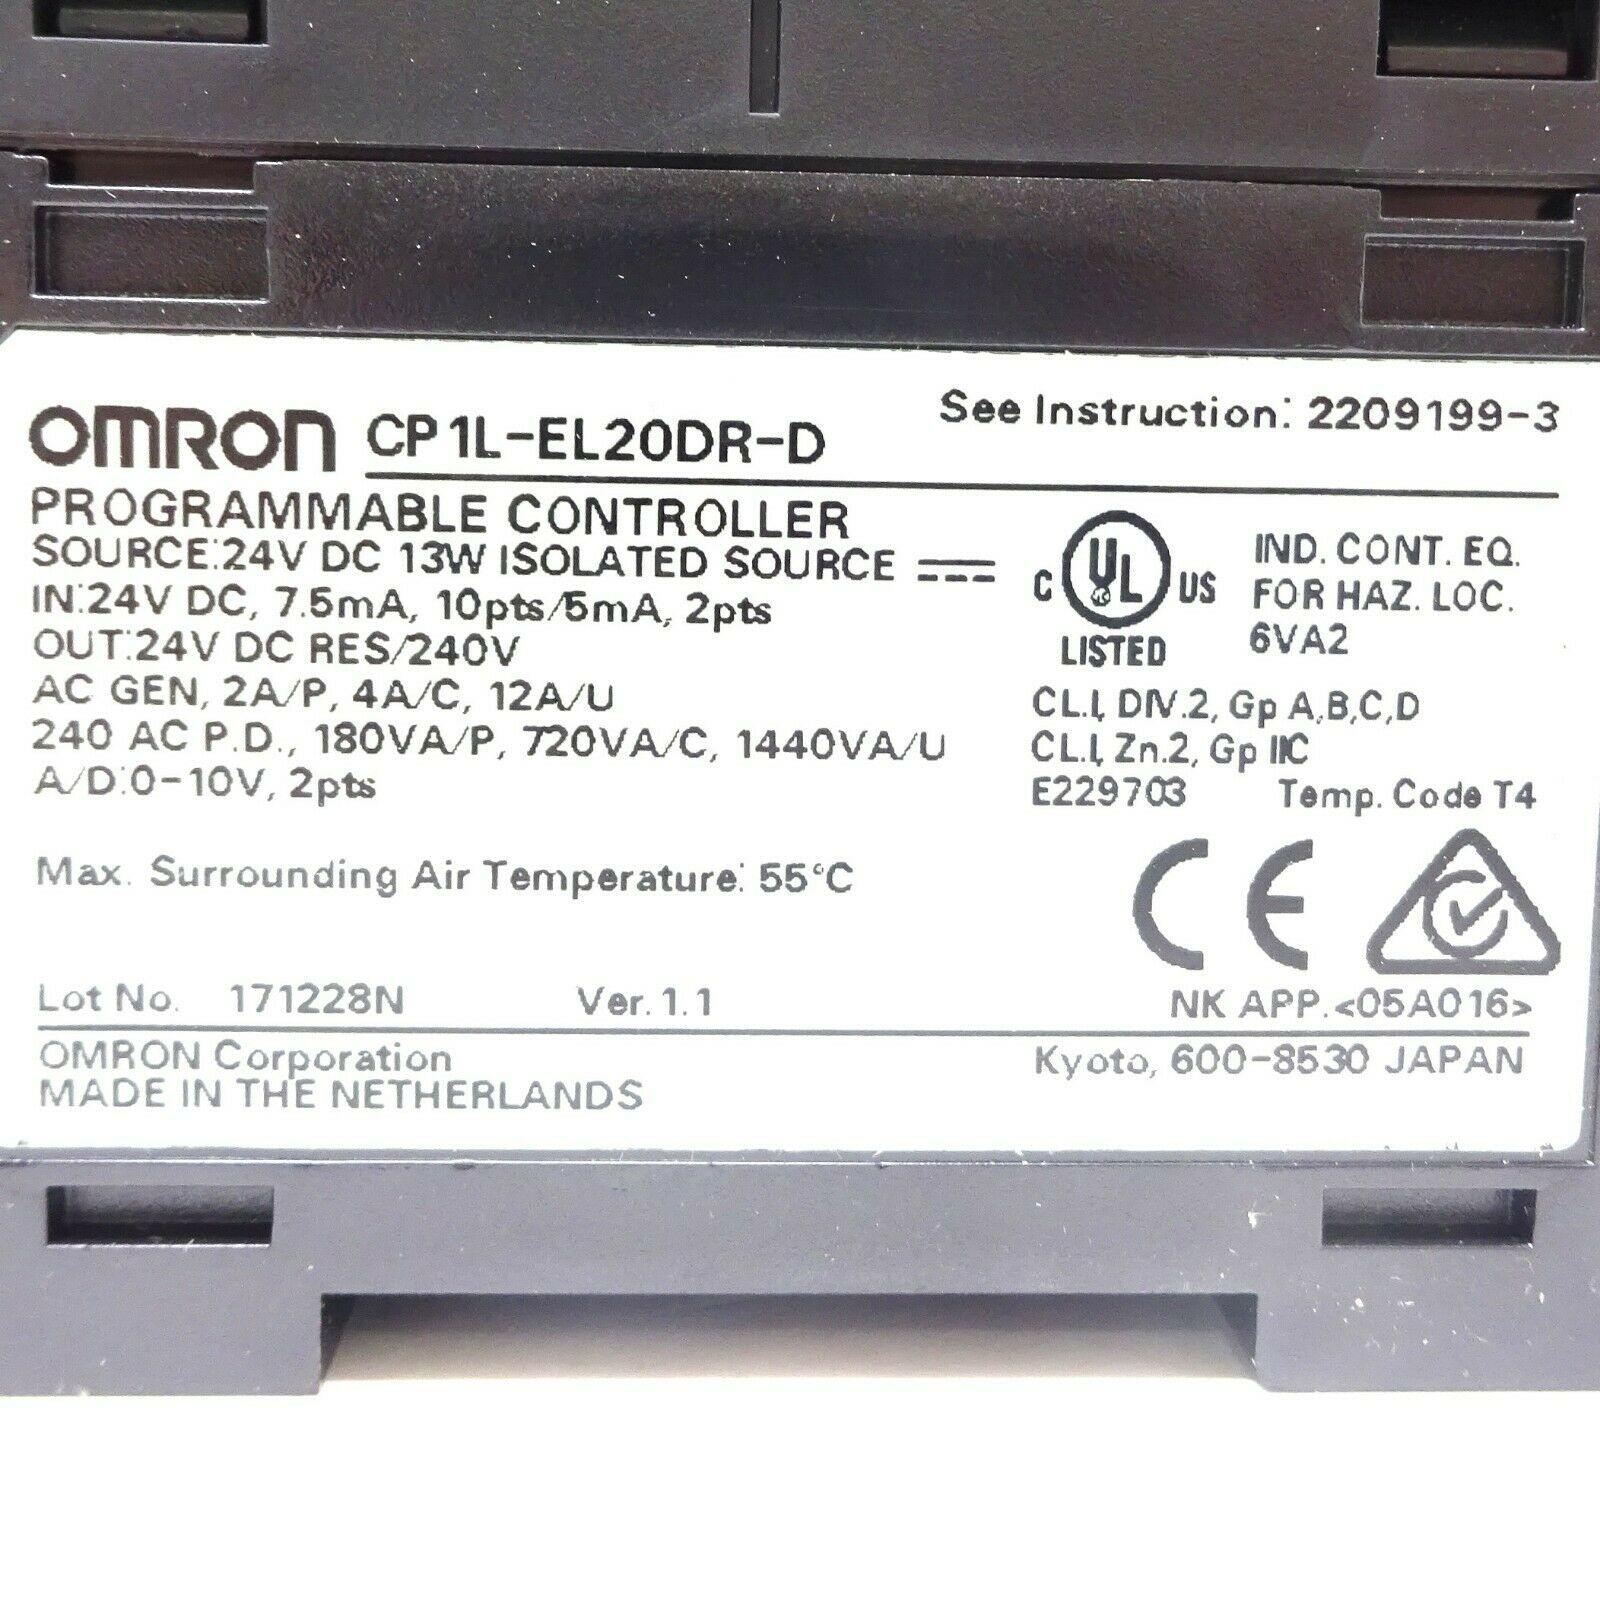 OMRON CP1L-EL20DR-D
See Instruction: 2209199-3
PROGRAMMABLE CONTROLLER
SOURCE:24V DC 13W ISOLATED SOURCE
IN:24V DC, 7.5mA, 10pts/5mA, 2pts
OUT:24V DC RES/240V
AC GEN, 2A/P, 4A/C, 12A/U
240 AC P.D., 180VA/P, 720VA/C, 1440VA/U
A/D:0-10V, 2pts
Max. Surrounding Air Temperature: 55°C
C UL US
LISTED
IND. CONT. EQ.
FOR HAZ. LOC.
6VA2
CL.I, DIV.2, Gp A,B,C,D
CL.I, Zn.2, Gp IIC
E229703 Temp. Code T4
CE
Lot No. 171228N Ver.1.1
NK APP.<05A016>
OMRON Corporation
MADE IN THE NETHERLANDS
Kyoto, 600-8530 JAPAN